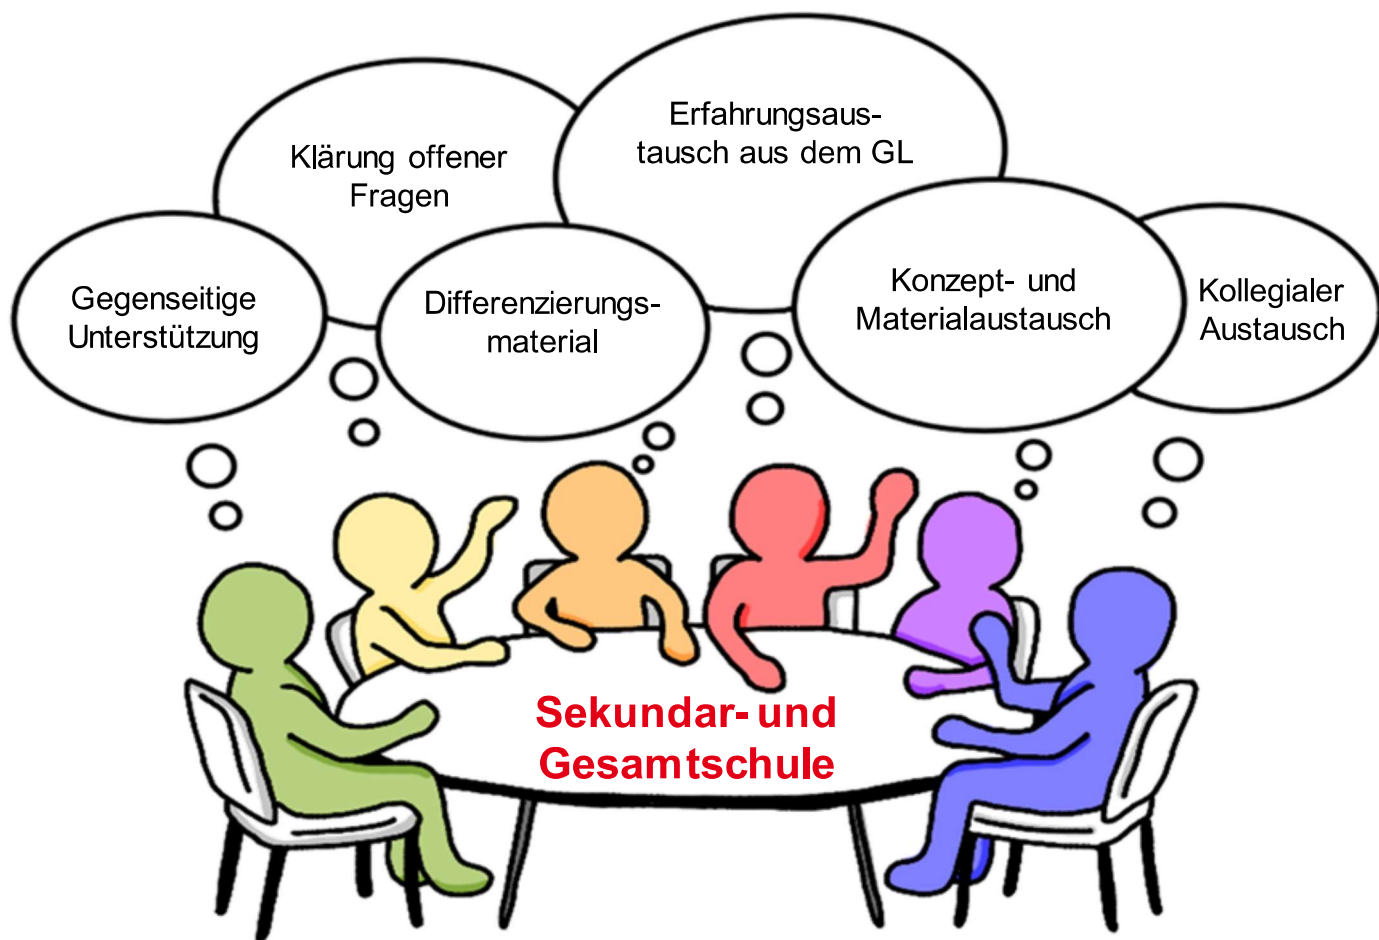 Erfahrungsaus-
tausch aus dem GL
Klärung offener
Fragen
Gegenseitige
Unterstützung
Differenzierungs-
material
Konzept- und
Materialaustausch
Kollegialer
Austausch
Sekundar- und
Gesamtschule